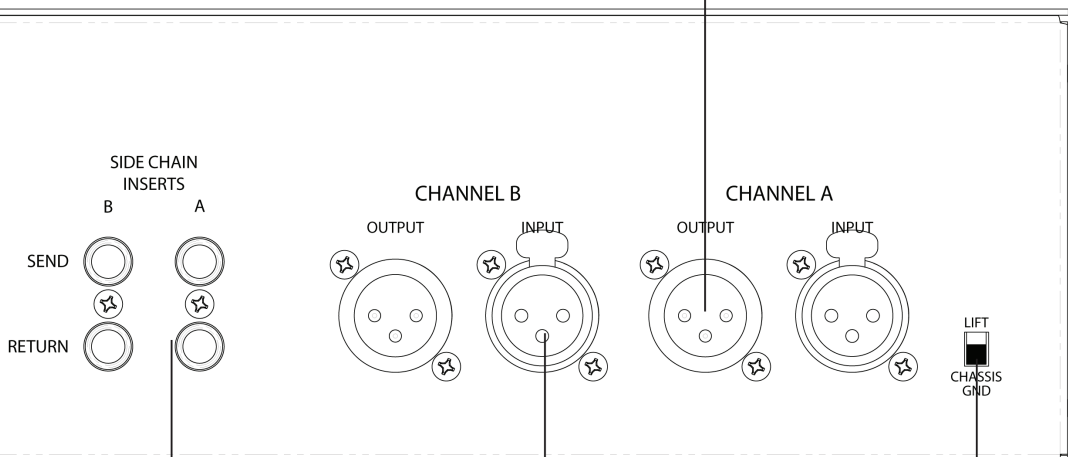 SIDE CHAIN
INSERTS
B A
SEND
RETURN
CHANNEL B
OUTPUT INPUT
CHANNEL A
OUTPUT INPUT
LIFT
CHASSIS
GND